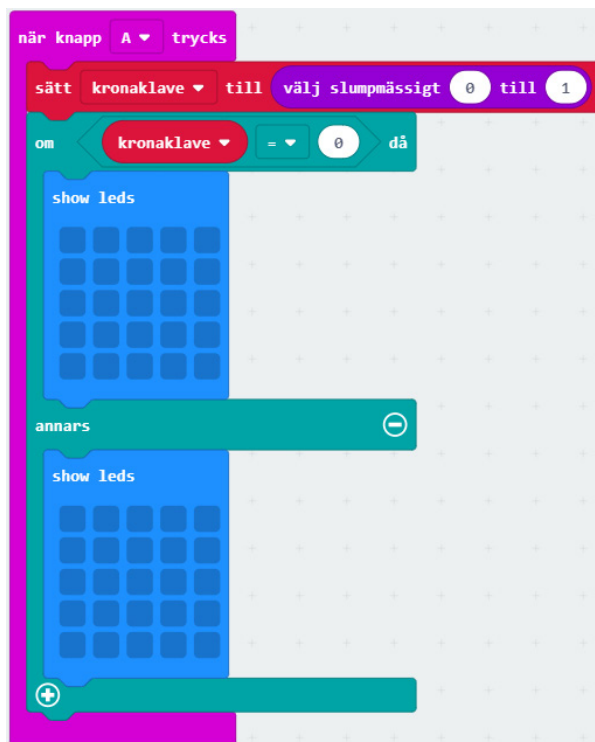 när knapp A trycks
sätt kronaklave till välj slumpmässigt 0 till 1
om kronaklave = 0 då
show leds
annars
show leds